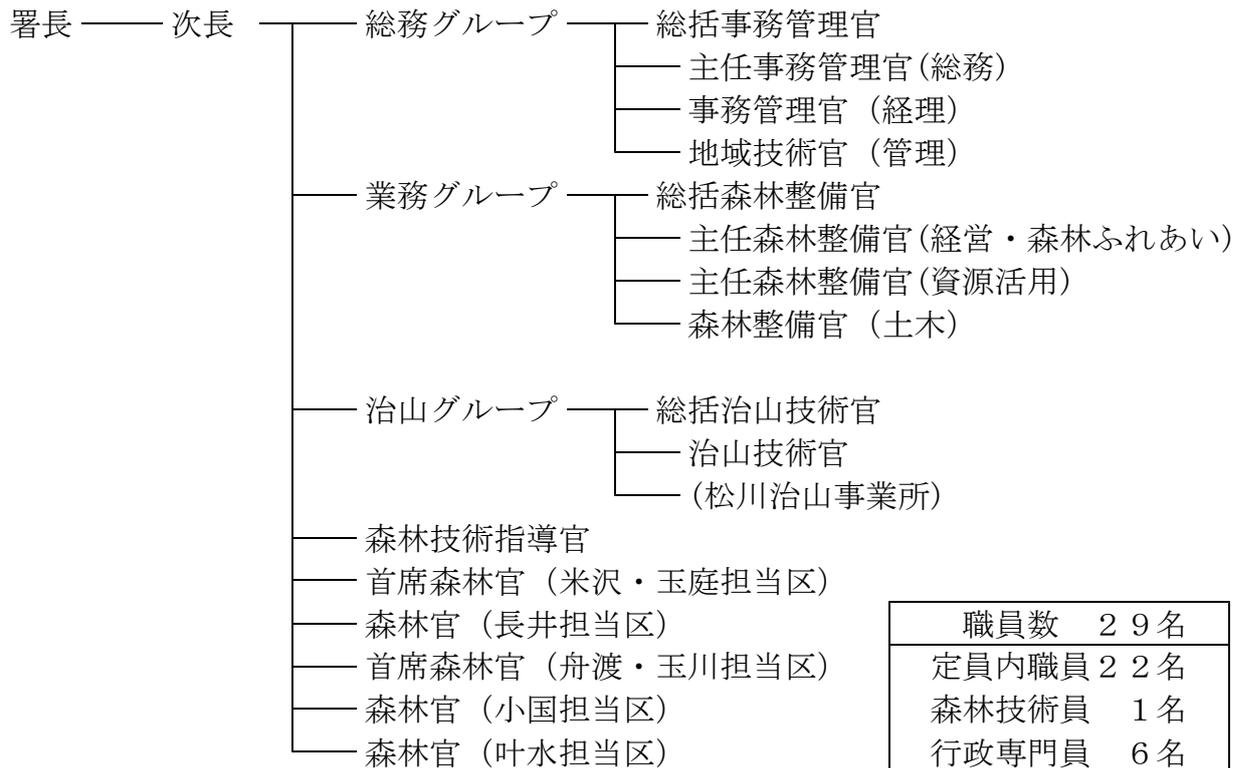 署長 次長 総務グループ 総括事務管理官
主任事務管理官(総務)
事務管理官（経理）
地域技術官（管理）
業務グループ 総括森林整備官
主任森林整備官(経営・森林ふれあい)
主任森林整備官(資源活用)
森林整備官（土木）
治山グループ 総括治山技術官
治山技術官
(松川治山事業所)
森林技術指導官
首席森林官（米沢・玉庭担当区）
森林官（長井担当区）
首席森林官（舟渡・玉川担当区）
森林官（小国担当区）
森林官（叶水担当区）
職員数　２９名
定員内職員２２名
森林技術員　１名
行政専門員　６名